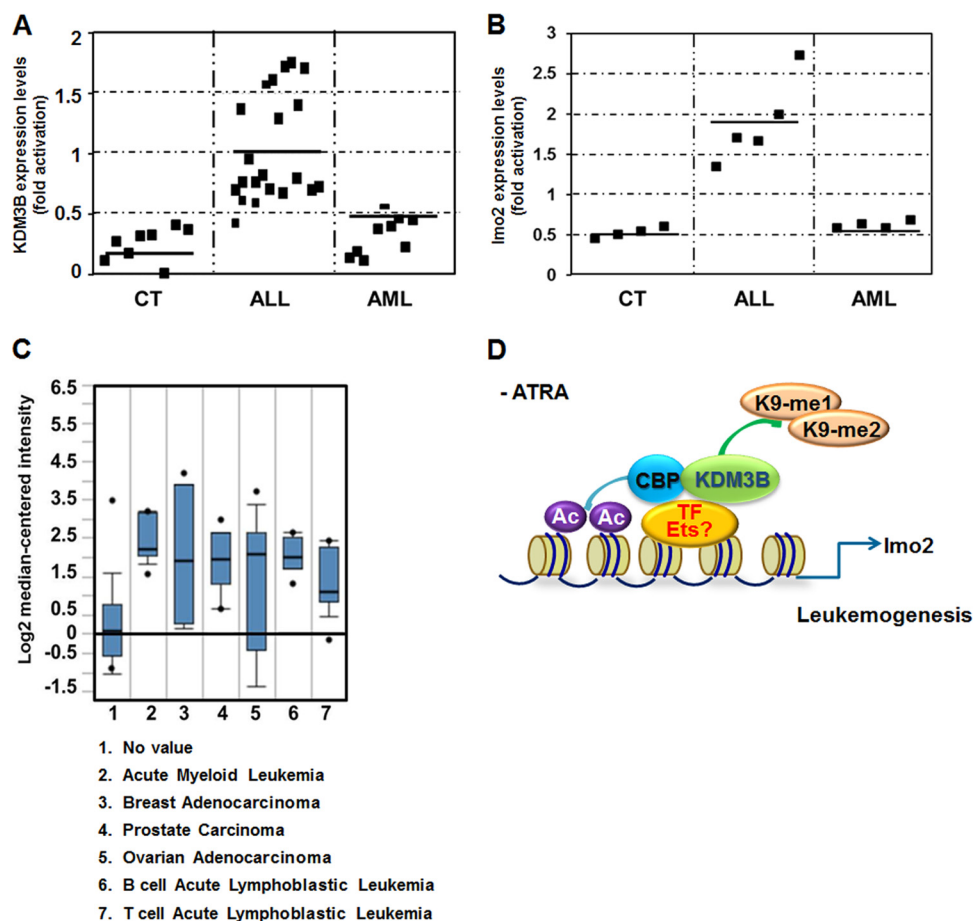 A
KDM3B expression levels
(fold activation)
2
1.5
1
0.5
0
CT ALL AML
B
lmo2 expression levels
(fold activation)
3
2.5
2
1.5
1
0.5
0
CT ALL AML
C
Log2 median-centered intensity
6.5
5.5
4.5
3.5
2.5
1.5
0.5
0
-0.5
-1.5
1 2 3 4 5 6 7
1. No value
2. Acute Myeloid Leukemia
3. Breast Adenocarcinoma
4. Prostate Carcinoma
5. Ovarian Adenocarcinoma
6. B cell Acute Lymphoblastic Leukemia
7. T cell Acute Lymphoblastic Leukemia
D
- ATRA
K9-me1
K9-me2
CBP KDM3B
Ac Ac
TF
Ets?
lmo2
Leukemogenesis